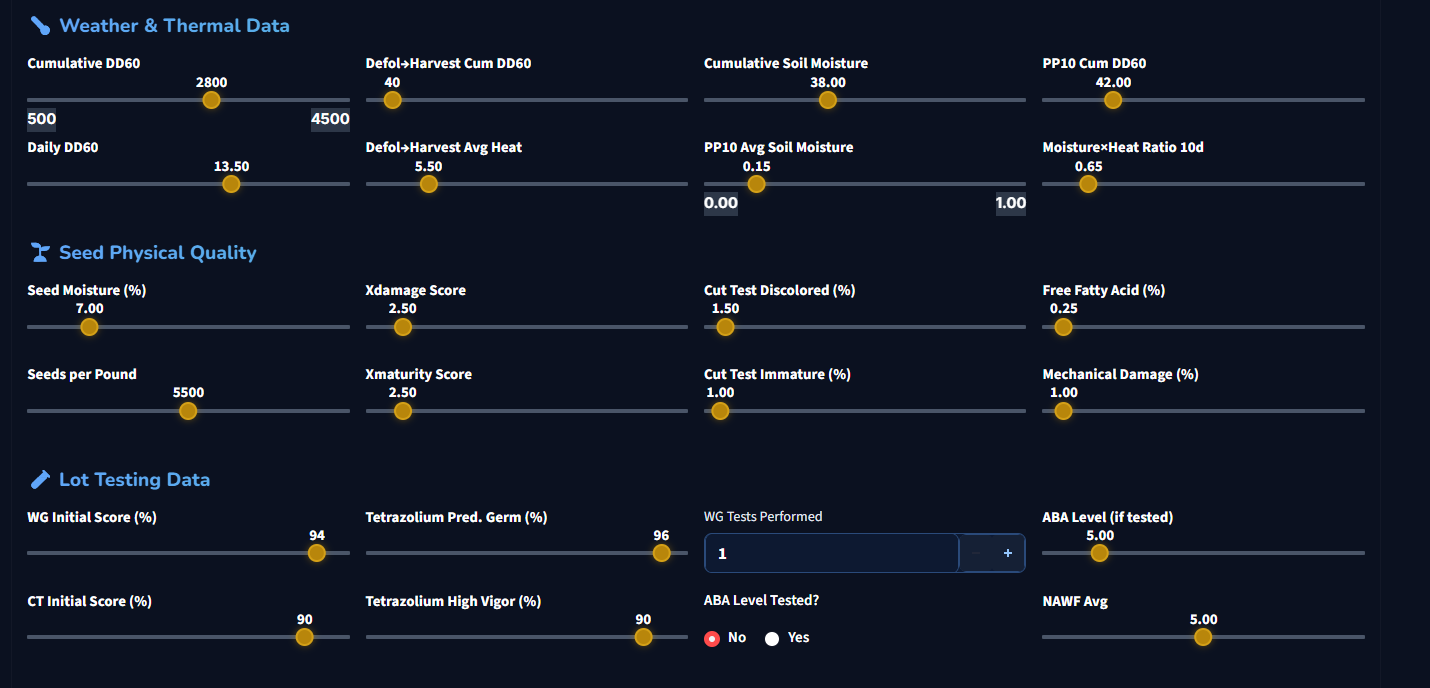 Weather & Thermal Data
Cumulative DD60
2800
500 4500
Defol→Harvest Cum DD60
40
Cumulative Soil Moisture
38.00
PP10 Cum DD60
42.00
Daily DD60
13.50
Defol→Harvest Avg Heat
5.50
PP10 Avg Soil Moisture
0.15
0.00 1.00
Moisture×Heat Ratio 10d
0.65
Seed Physical Quality
Seed Moisture (%)
7.00
Xdamage Score
2.50
Cut Test Discolored (%)
1.50
Free Fatty Acid (%)
0.25
Seeds per Pound
5500
Xmaturity Score
2.50
Cut Test Immature (%)
1.00
Mechanical Damage (%)
1.00
Lot Testing Data
WG Initial Score (%)
94
Tetrazolium Pred. Germ (%)
96
WG Tests Performed
1 − +
ABA Level (if tested)
5.00
CT Initial Score (%)
90
Tetrazolium High Vigor (%)
90
ABA Level Tested?
No Yes
NAWF Avg
5.00